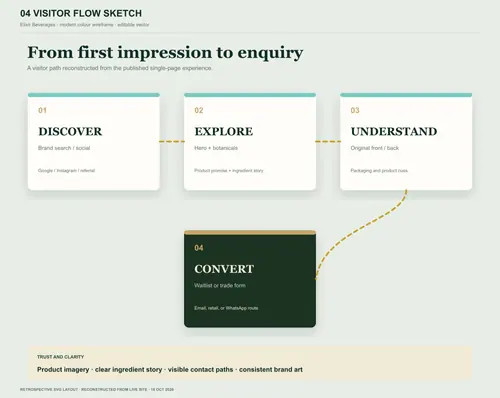 04 VISITOR FLOW SKETCH
Elixir Beverages · modern colour wireframe · editable vector
From first impression to enquiry
A visitor path reconstructed from the published single-page experience.
01
DISCOVER
Brand search / social
Google / Instagram / referral
02
EXPLORE
Hero + botanicals
Product promise + ingredient story
03
UNDERSTAND
Original front / back
Packaging and product cues
04
CONVERT
Waitlist or trade form
Email, retail, or WhatsApp route
TRUST AND CLARITY
Product imagery · clear ingredient story · visible contact paths · consistent brand art
RETROSPECTIVE SVG LAYOUT · RECONSTRUCTED FROM LIVE SITE ·